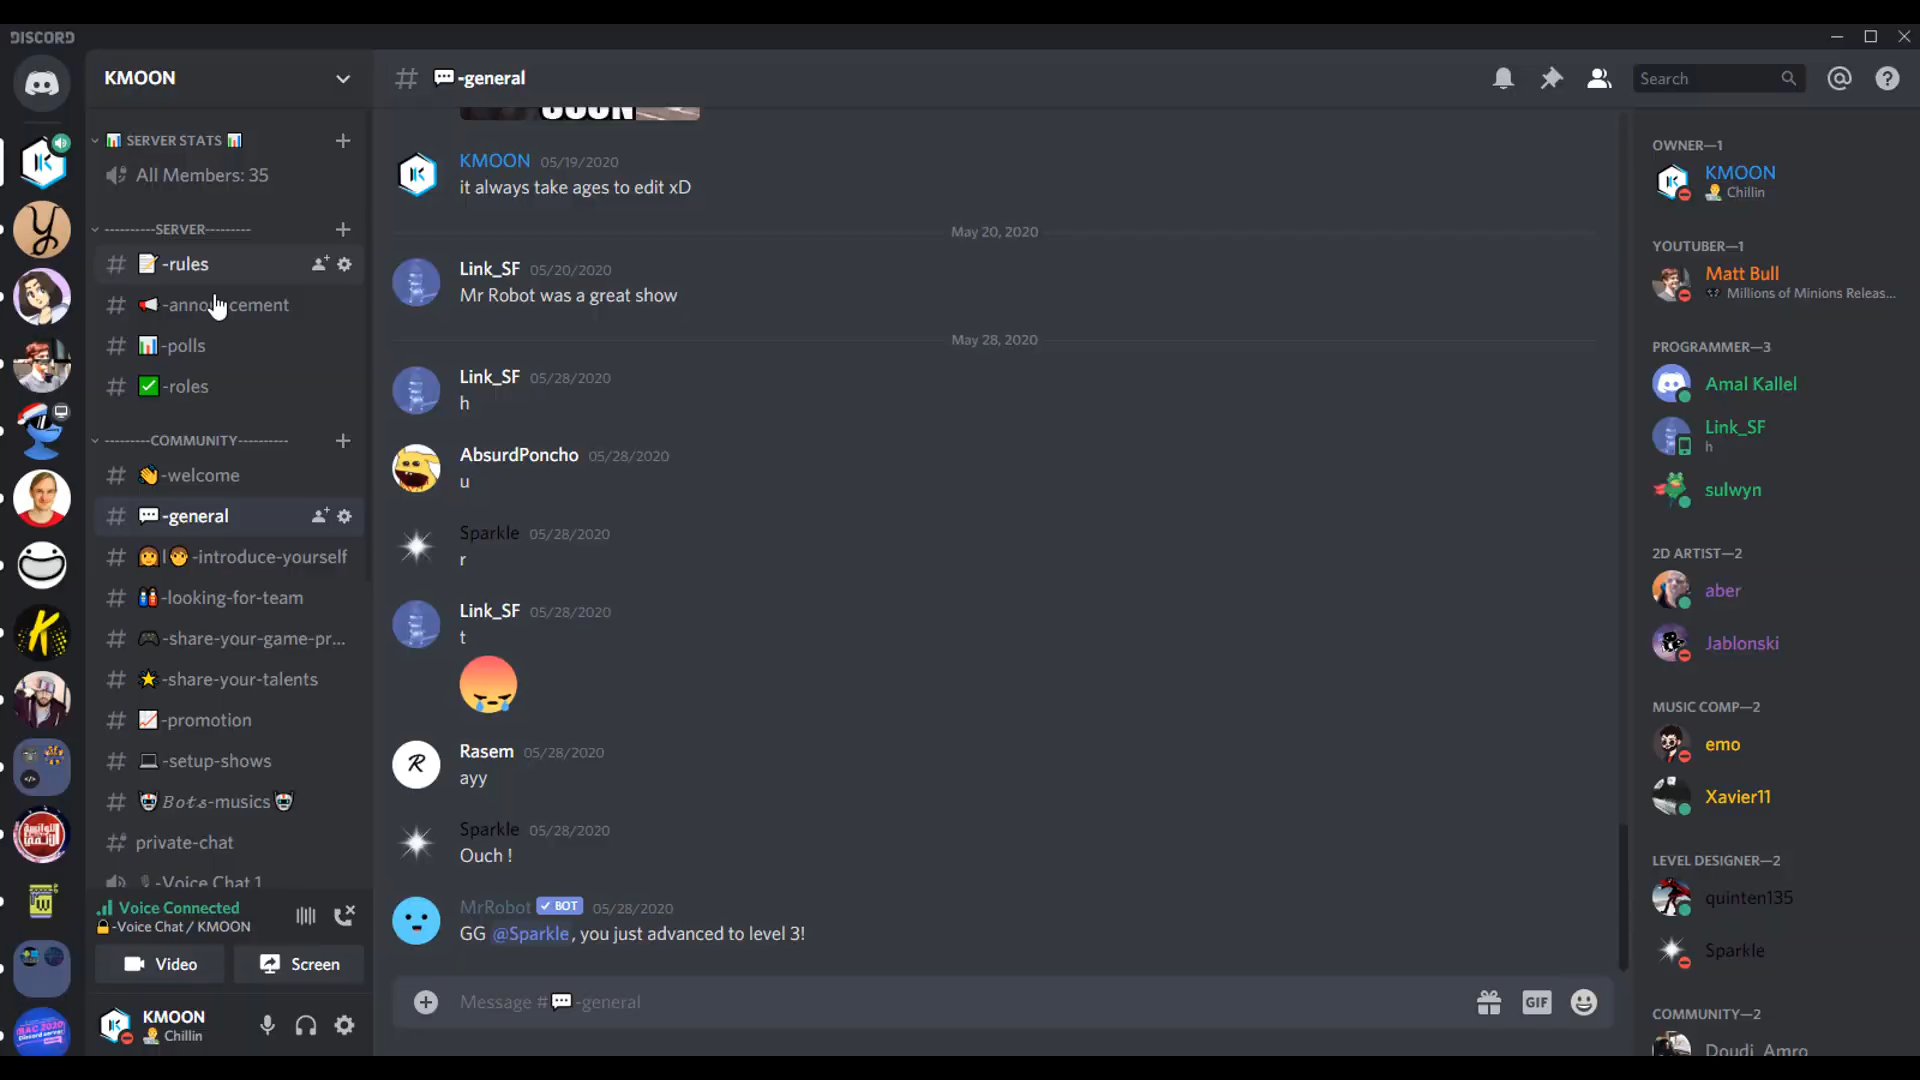 DISCORD
KMOON
SERVER STATS
All Members: 35
----------SERVER---------
-rules
-announcement
-polls
-roles
---------COMMUNITY----------
-welcome
-general
-introduce-yourself
-looking-for-team
-share-your-game-pr...
-share-your-talents
-promotion
-setup-shows
Bots-musics
private-chat
-Voice Chat 1
Voice Connected
-Voice Chat / KMOON
Video
Screen
KMOON
Chillin
-general
Search
SOON
KMOON 05/19/2020
it always take ages to edit xD
May 20, 2020
Link_SF 05/20/2020
Mr Robot was a great show
May 28, 2020
Link_SF 05/28/2020
h
AbsurdPoncho 05/28/2020
u
Sparkle 05/28/2020
r
Link_SF 05/28/2020
t
Rasem 05/28/2020
ayy
Sparkle 05/28/2020
Ouch !
MrRobot BOT 05/28/2020
GG @Sparkle, you just advanced to level 3!
Message # -general
GIF
OWNER—1
KMOON
Chillin
YOUTUBER—1
Matt Bull
Millions of Minions Releas...
PROGRAMMER—3
Amal Kallel
Link_SF
h
sulwyn
2D ARTIST—2
aber
Jablonski
MUSIC COMP—2
emo
Xavier11
LEVEL DESIGNER—2
quinten135
Sparkle
COMMUNITY—2
Doudi_Amro